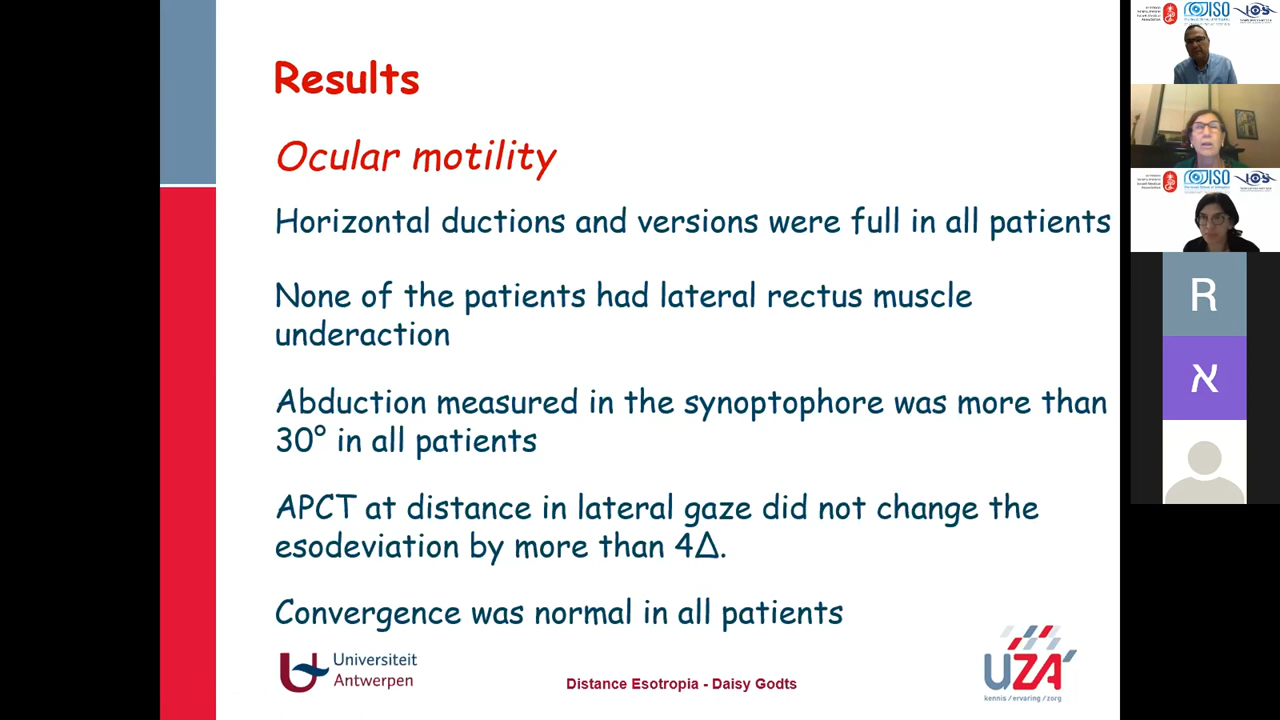 Results
Ocular motility
Horizontal ductions and versions were full in all patients
None of the patients had lateral rectus muscle
underaction
Abduction measured in the synoptophore was more than
30° in all patients
APCT at distance in lateral gaze did not change the
esodeviation by more than 4Δ.
Convergence was normal in all patients
Universiteit
Antwerpen
Distance Esotropia - Daisy Godts
UZA
kennis / ervaring / zorg
ISO
ISO
R
א